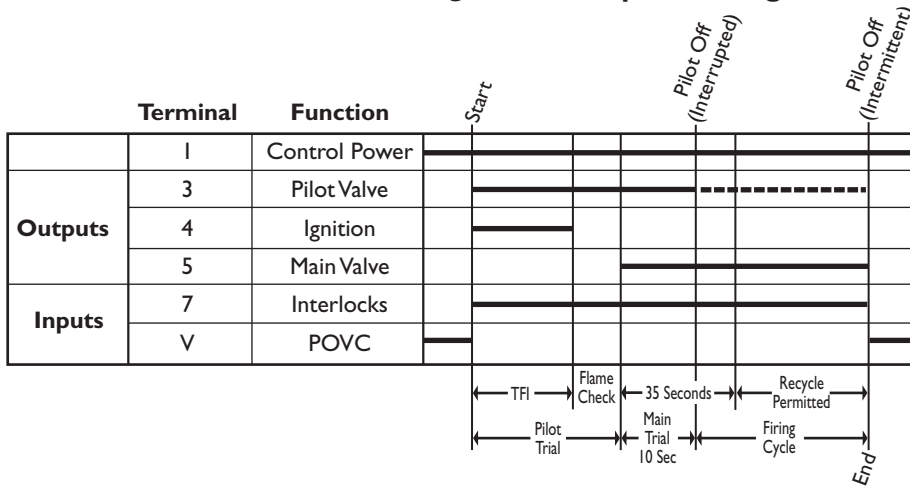 Start
Pilot Off
(Interrupted)
Pilot Off
(Intermittent)
Terminal Function
1 Control Power
Outputs
3 Pilot Valve
4 Ignition
5 Main Valve
Inputs
7 Interlocks
V POVC
TFI
Flame
Check
35 Seconds
Recycle
Permitted
Pilot
Trial
Main
Trial
10 Sec
Firing
Cycle
End